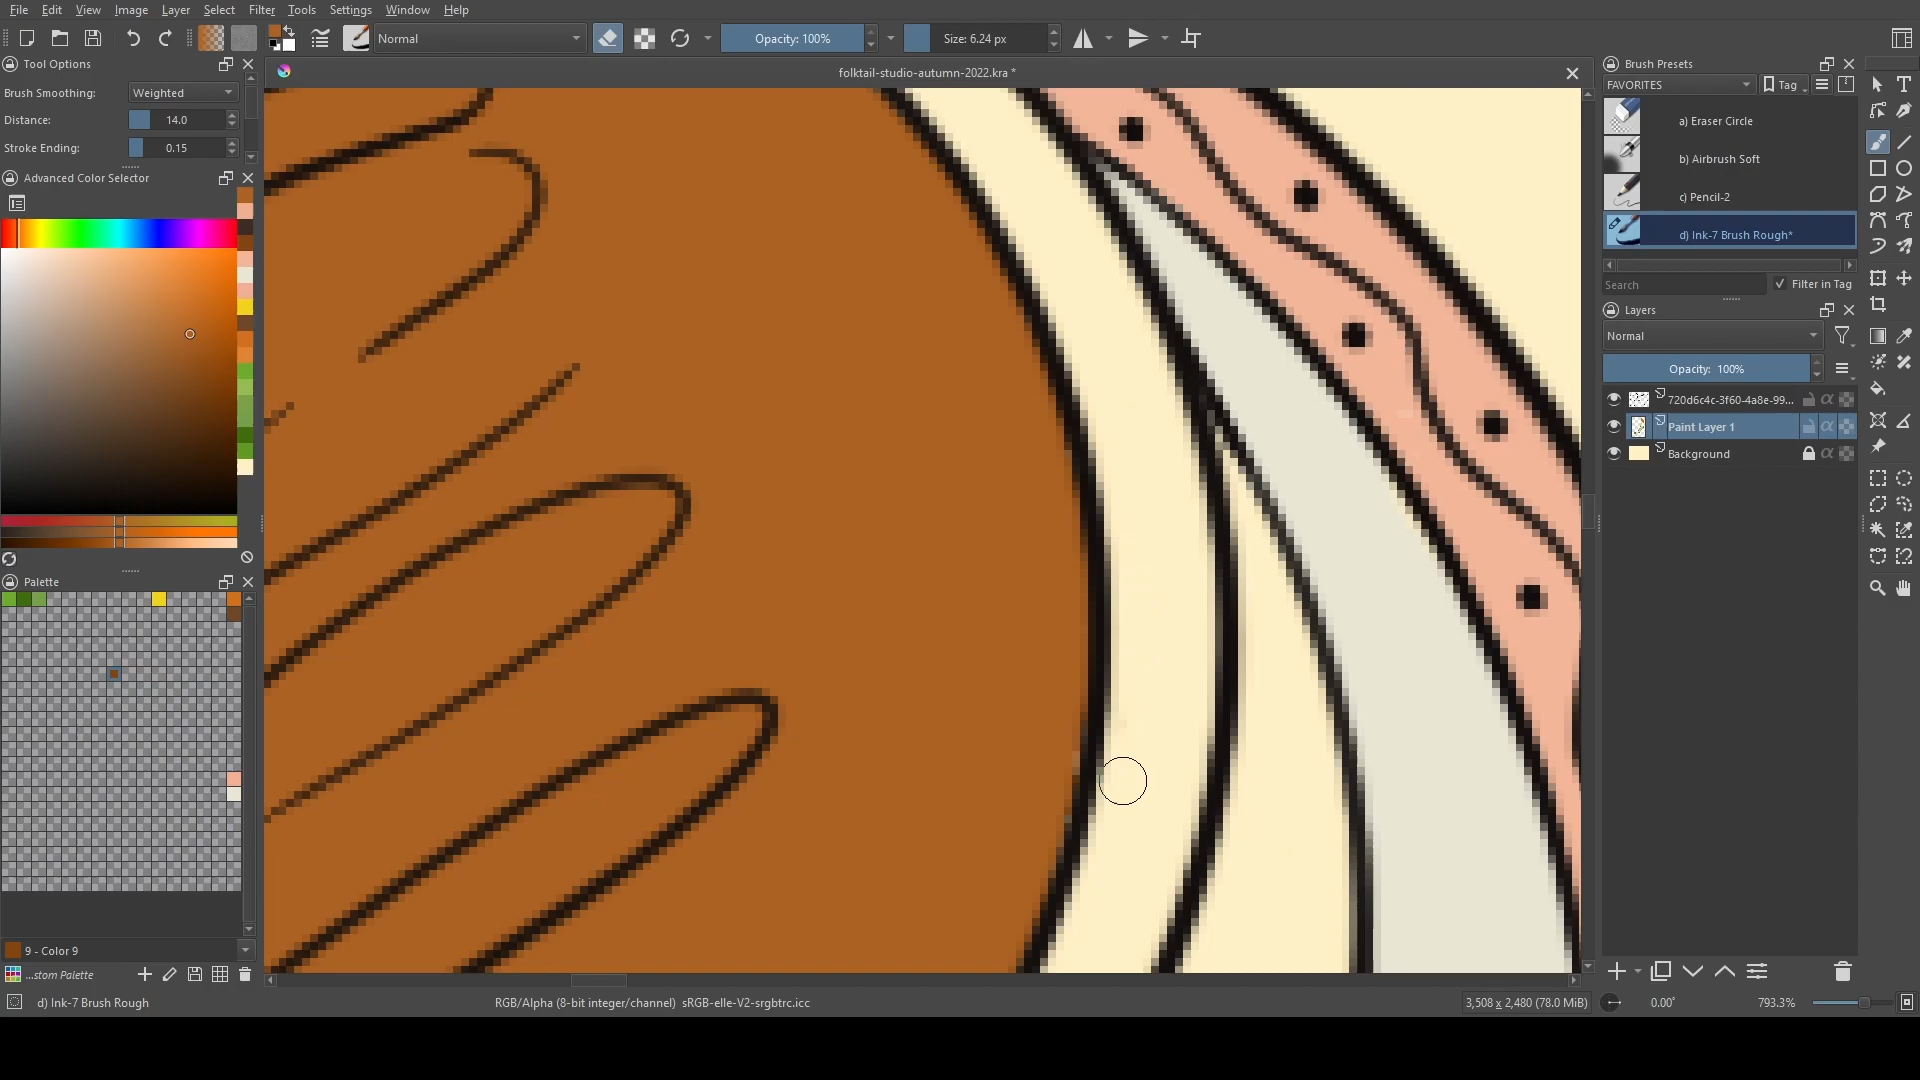 File Edit View Image Layer Select Filter Tools Settings Window Help
Normal
Opacity: 100%
Size: 6.24 px
Tool Options
Brush Smoothing: Weighted
Distance: 14.0
Stroke Ending: 0.15
Advanced Color Selector
Palette
9 - Color 9
...stom Palette
folktail-studio-autumn-2022.kra *
Brush Presets
FAVORITES
Tag
a) Eraser Circle
b) Airbrush Soft
c) Pencil-2
d) Ink-7 Brush Rough*
Search
Filter in Tag
Layers
Normal
Opacity: 100%
720d6c4c-3f60-4a8e-99...
Paint Layer 1
Background
d) Ink-7 Brush Rough
RGB/Alpha (8-bit integer/channel) sRGB-elle-V2-srgbtrc.icc
3,508 x 2,480 (78.0 MiB)
0.00°
793.3%